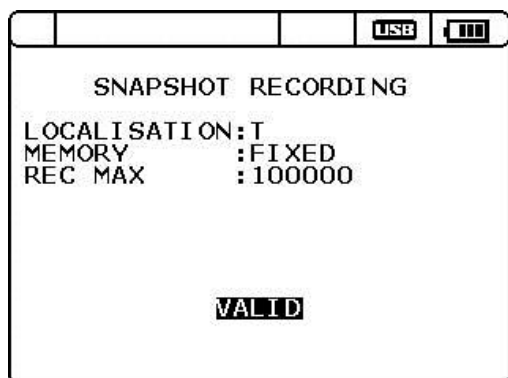 USB
SNAPSHOT RECORDING
LOCALISATION:T
MEMORY :FIXED
REC MAX :100000
VALID